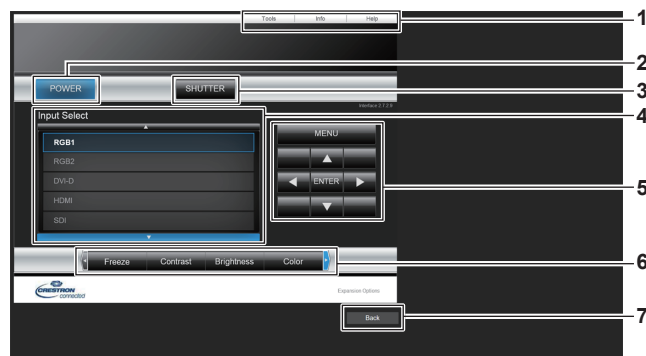 Tools Info Help 1
2
POWER SHUTTER 3
Interface 2.7.2.9
Input Select 4
MENU
RGB1
RGB2
DVI-D ENTER 5
HDMI
SDI
Freeze Contrast Brightness Color 6
CRESTRON connected
Expansion Options
Back 7